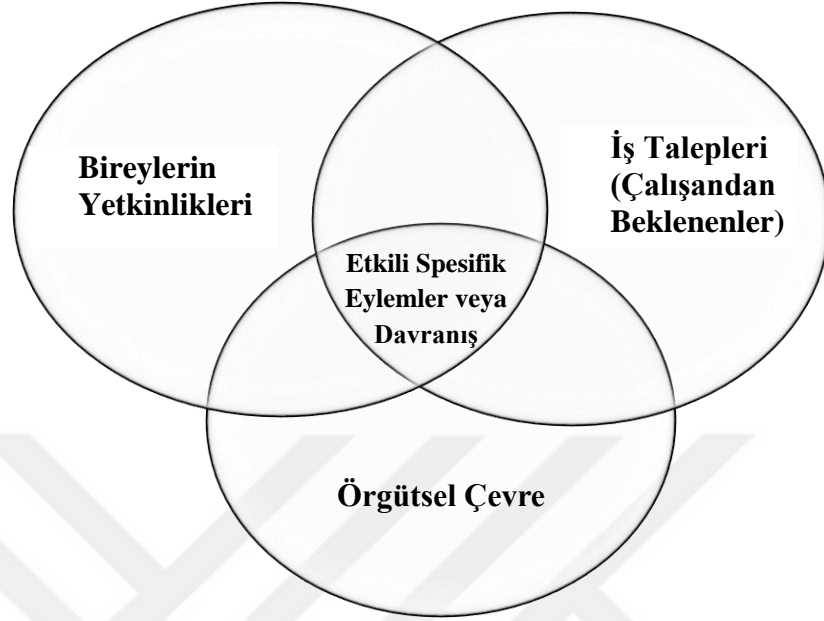 Bireylerin
Yetkinlikleri
İş Talepleri
(Çalışandan
Beklenenler)
Etkili Spesifik
Eylemler veya
Davranış
Örgütsel Çevre